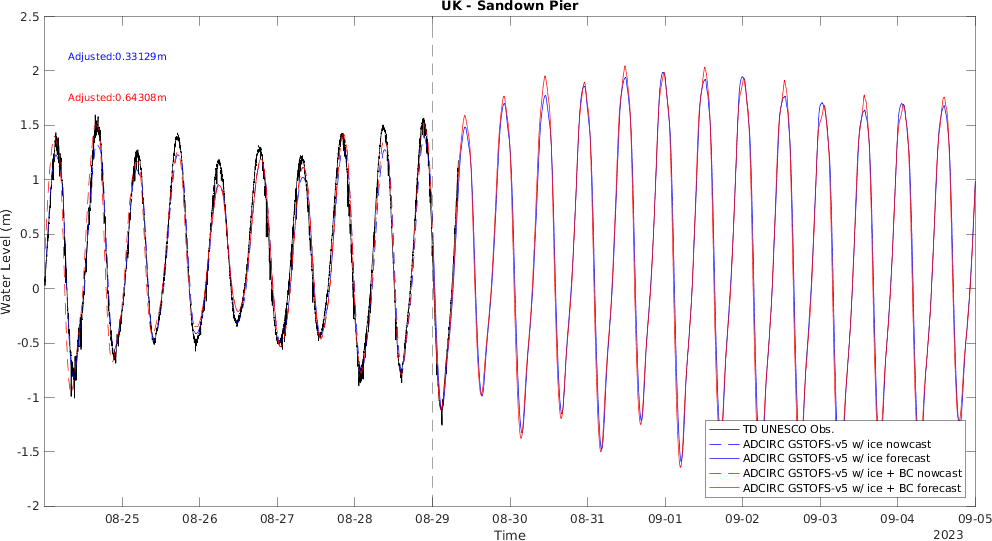 UK - Sandown Pier
2.5
2
1.5
1
0.5
0
-0.5
-1
-1.5
-2
Water Level (m)
Adjusted:0.33129m
Adjusted:0.64308m
TD UNESCO Obs.
ADCIRC GSTOFS-v5 w/ ice nowcast
ADCIRC GSTOFS-v5 w/ ice forecast
ADCIRC GSTOFS-v5 w/ ice + BC nowcast
ADCIRC GSTOFS-v5 w/ ice + BC forecast
08-25 08-26 08-27 08-28 08-29 08-30 08-31 09-01 09-02 09-03 09-04 09-05
Time
2023